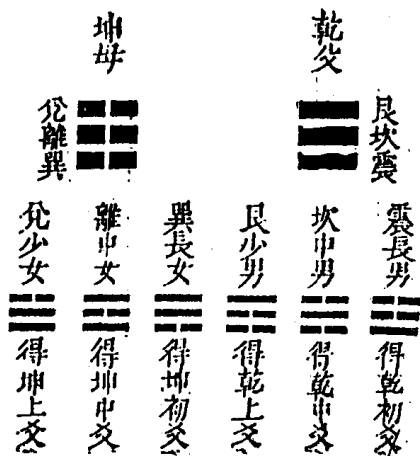 乾父
艮坎震
坤母
兌離巽
震長男
得乾初爻
坎中男
得乾中爻
艮少男
得乾上爻
巽長女
得坤初爻
離中女
得坤中爻
兌少女
得坤上爻